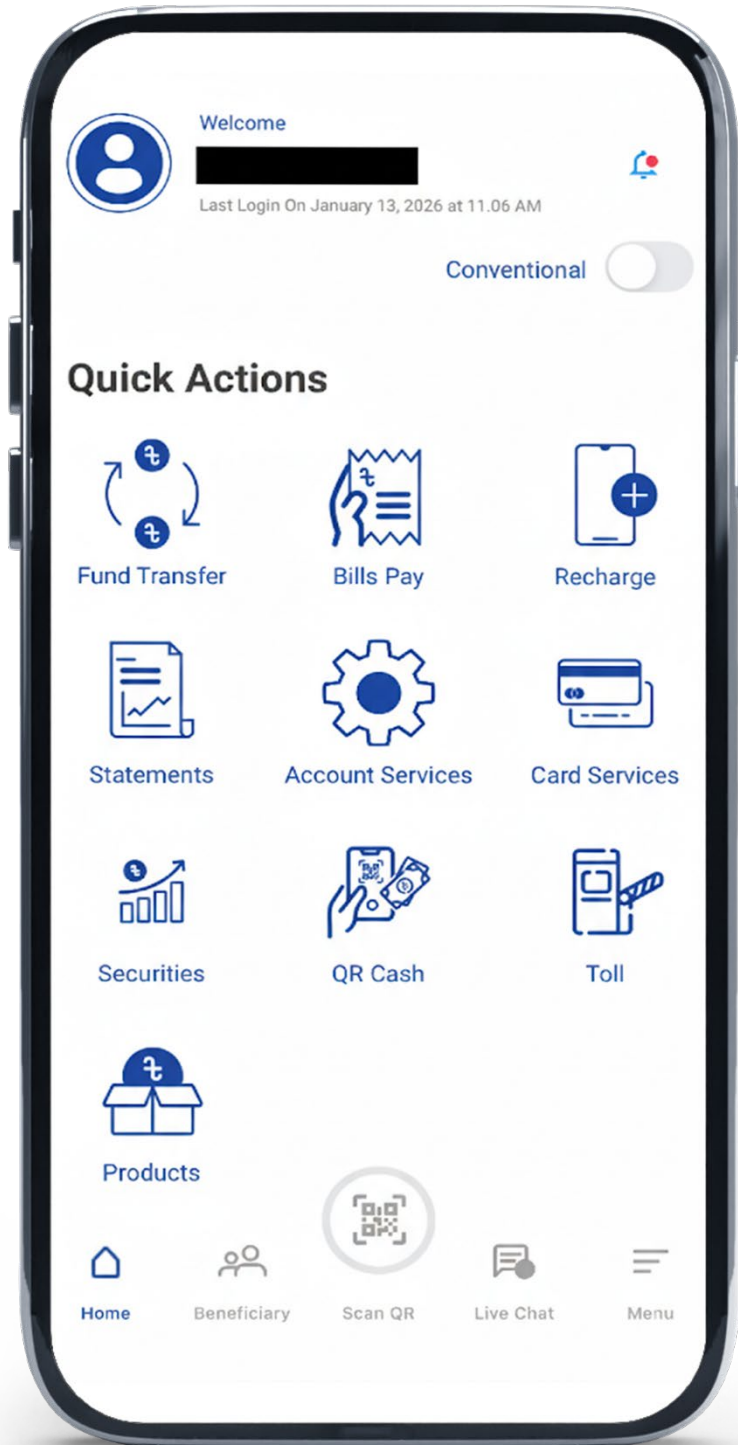 Welcome
Last Login On January 13, 2026 at 11.06 AM
Conventional
Quick Actions
৳
৳
৳
Fund Transfer
Bills Pay
Recharge
Statements
Account Services
Card Services
৳
Securities
QR Cash
Toll
৳
Products
Home
Beneficiary
Scan QR
Live Chat
Menu